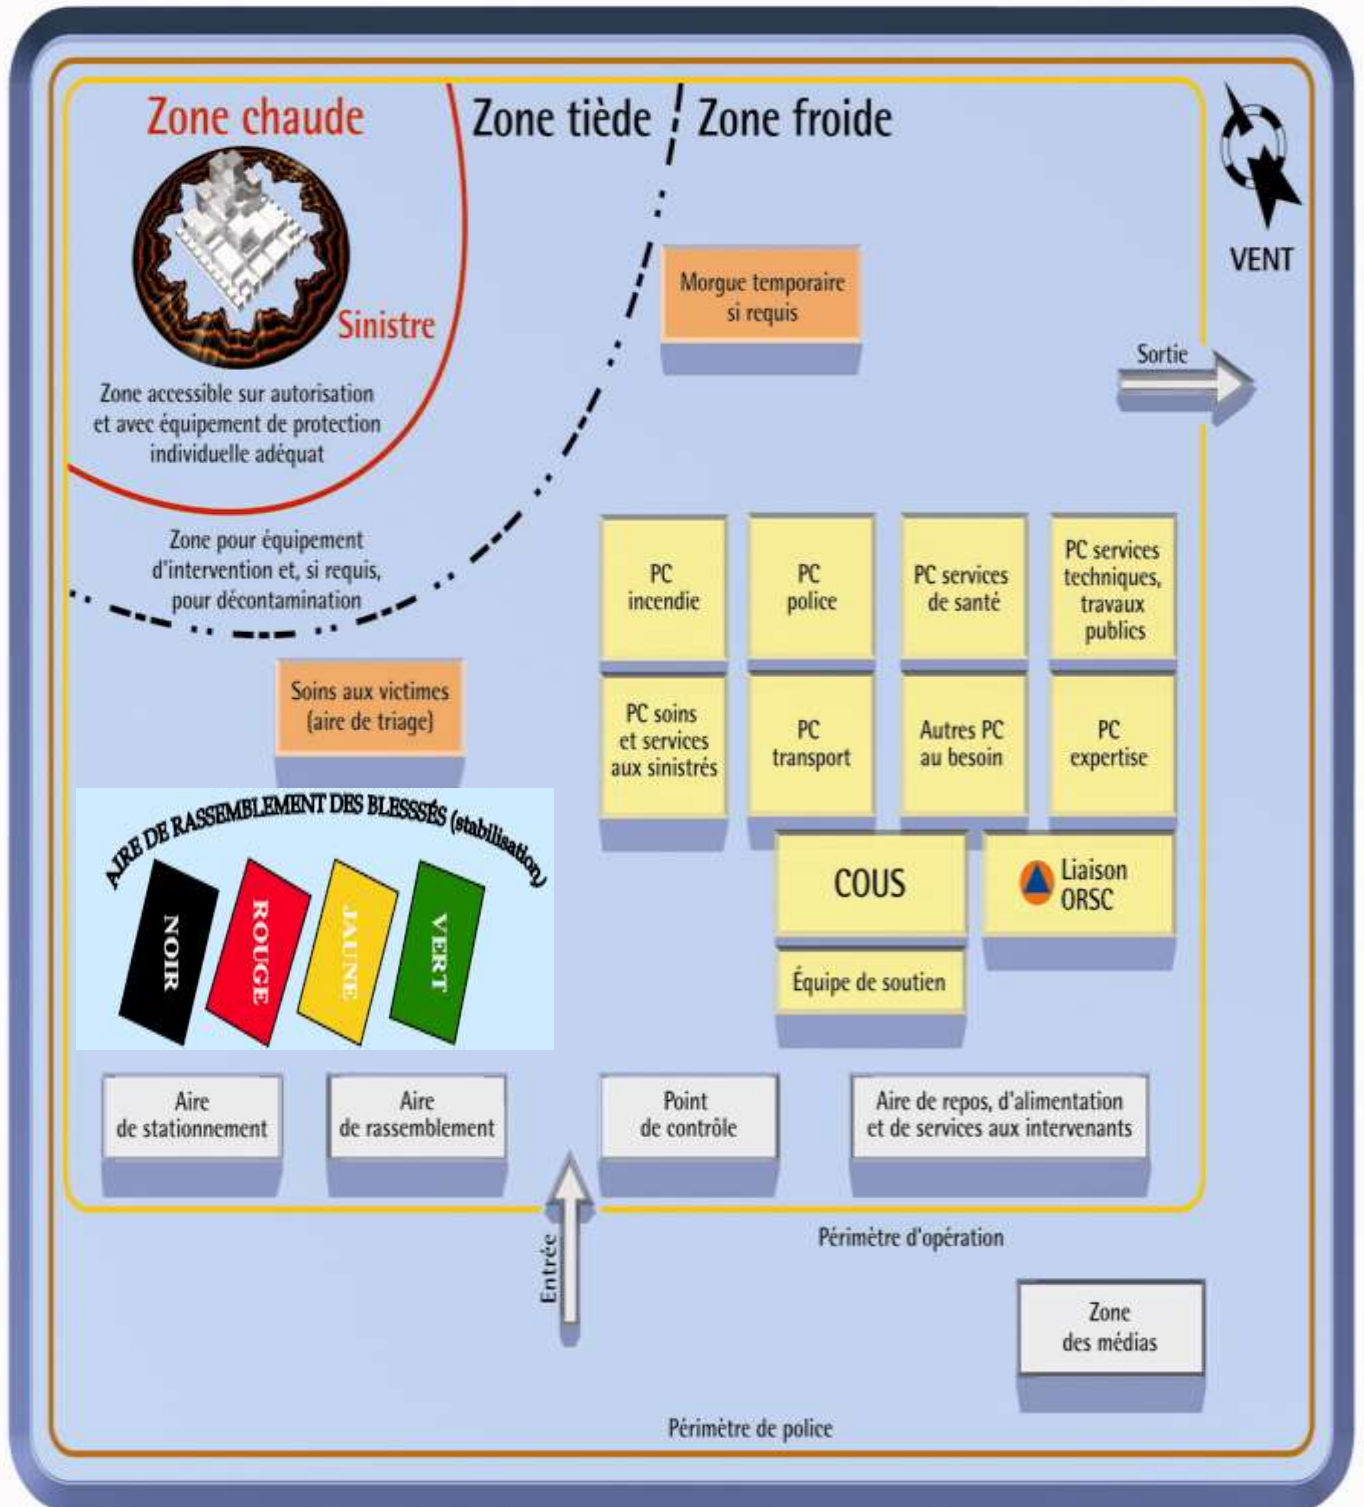 Zone chaude
Zone tiède
Zone froide
VENT
Sinistre
Zone accessible sur autorisation
et avec équipement de protection
individuelle adéquat
Morgue temporaire
si requis
Sortie
Zone pour équipement
d'intervention et, si requis,
pour décontamination
PC
incendie
PC
police
PC services
de santé
PC services
techniques,
travaux
publics
Soins aux victimes
(aire de triage)
PC soins
et services
aux sinistrés
PC
transport
Autres PC
au besoin
PC
expertise
AIRE DE RASSEMBLEMENT DES BLESSSÉS (stabilisation)
NOIR
ROUGE
JAUNE
VERT
COUS
Liaison
ORSC
Équipe de soutien
Aire
de stationnement
Aire
de rassemblement
Point
de contrôle
Aire de repos, d'alimentation
et de services aux intervenants
Entrée
Périmètre d'opération
Zone
des médias
Périmètre de police